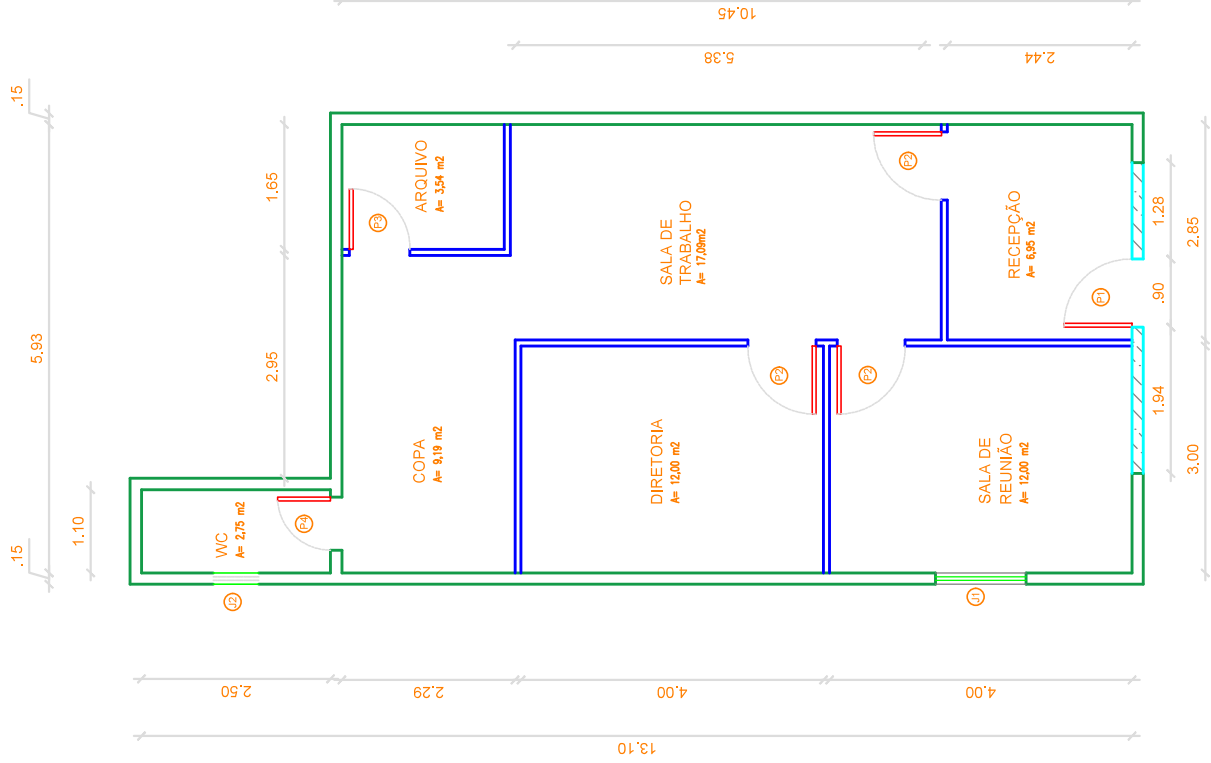 10.45
5.38
2.44
.15
5.93
1.65
2.95
1.10
.15
ARQUIVO
A= 3,54 m2
P3
P2
SALA DE
TRABALHO
A= 17,09m2
RECEPÇÃO
A= 6,95 m2
P1
1.28
.90
1.94
2.85
3.00
COPA
A= 9,19 m2
DIRETORIA
A= 12,00 m2
P2
P2
SALA DE
REUNIÃO
A= 12,00 m2
WC
A= 2,75 m2
P4
J2
J1
2.50
2.29
4.00
4.00
13.10